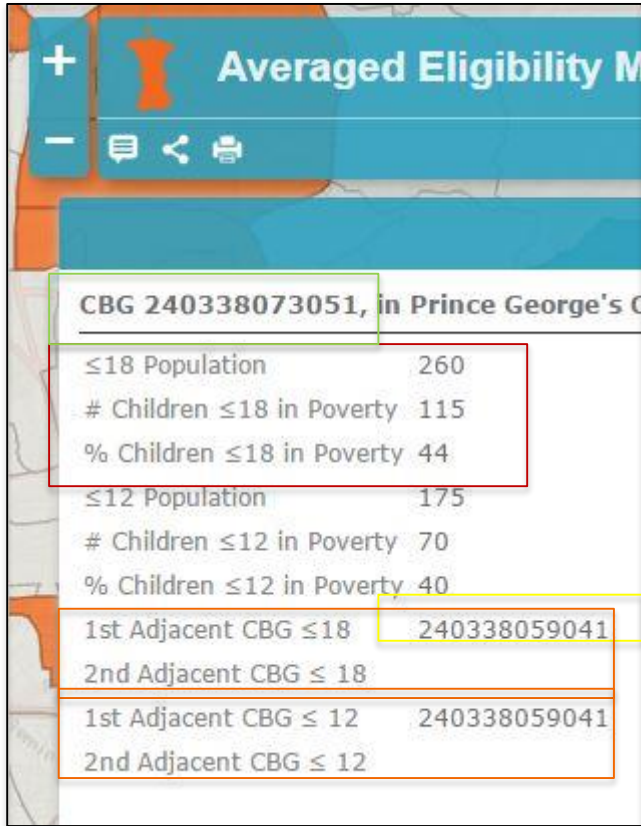 Averaged Eligibility M
CBG 240338073051, in Prince George's C
≤18 Population 260
# Children ≤18 in Poverty 115
% Children ≤18 in Poverty 44
≤12 Population 175
# Children ≤12 in Poverty 70
% Children ≤12 in Poverty 40
1st Adjacent CBG ≤18 240338059041
2nd Adjacent CBG ≤ 18
1st Adjacent CBG ≤ 12 240338059041
2nd Adjacent CBG ≤ 12